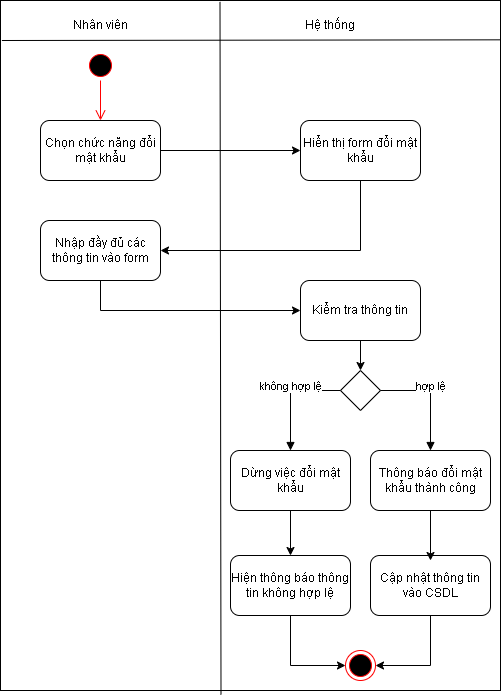 Nhân viên
Hệ thống
Chọn chức năng đổi
mật khẩu
Hiển thị form đổi mật
khẩu
Nhập đầy đủ các
thông tin vào form
Kiểm tra thông tin
không hợp lệ
hợp lệ
Dừng việc đổi mật
khẩu
Thông báo đổi mật
khẩu thành công
Hiện thông báo thông
tin không hợp lệ
Cập nhật thông tin
vào CSDL